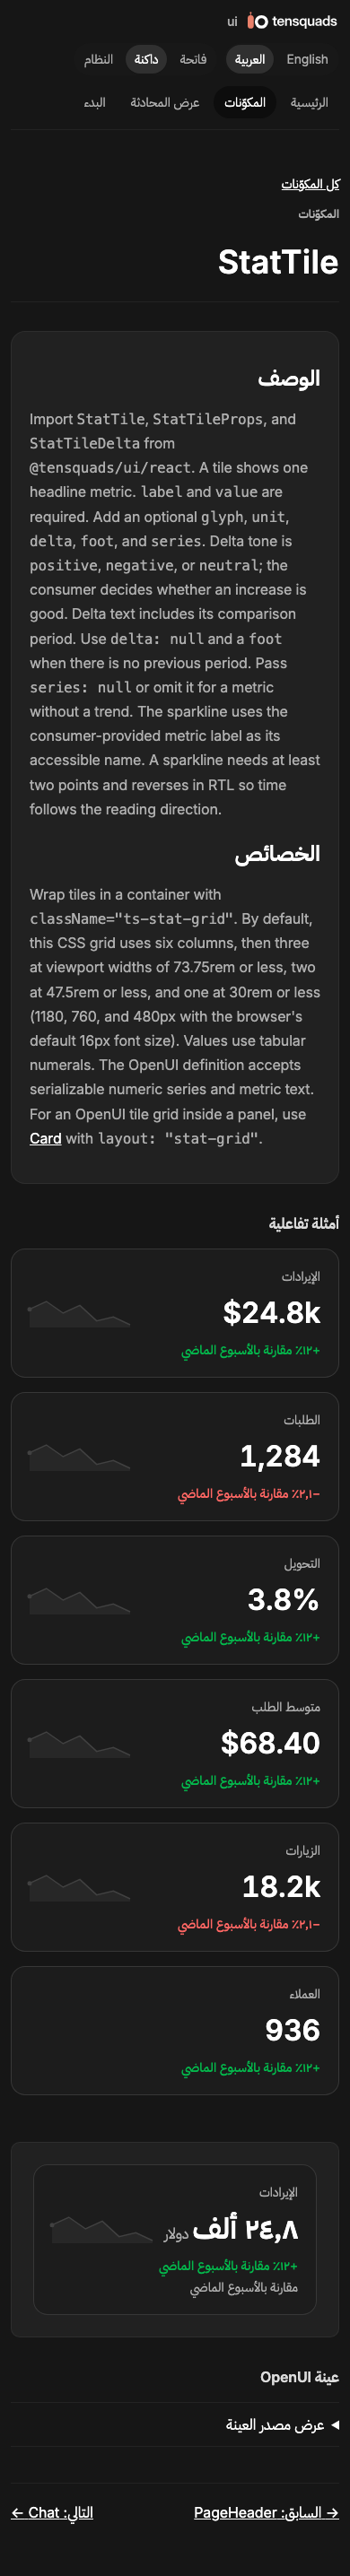 tensquads ui
English العربية فاتحة داكنة النظام
الرئيسية المكوّنات عرض المحادثة البدء
كل المكوّنات
المكوّنات
StatTile
الوصف
Import StatTile, StatTileProps, and
StatTileDelta from
@tensquads/ui/react. A tile shows one
headline metric. label and value are
required. Add an optional glyph, unit,
delta, foot, and series. Delta tone is
positive, negative, or neutral; the
consumer decides whether an increase is
good. Delta text includes its comparison
period. Use delta: null and a foot
when there is no previous period. Pass
series: null or omit it for a metric
without a trend. The sparkline uses the
consumer-provided metric label as its
accessible name. A sparkline needs at least
two points and reverses in RTL so time
follows the reading direction.
الخصائص
Wrap tiles in a container with
className="ts-stat-grid". By default,
this CSS grid uses six columns, then three
at viewport widths of 73.75rem or less, two
at 47.5rem or less, and one at 30rem or less
(1180, 760, and 480px with the browser's
default 16px font size). Values use tabular
numerals. The OpenUI definition accepts
serializable numeric series and metric text.
For an OpenUI tile grid inside a panel, use
Card with layout: "stat-grid".
أمثلة تفاعلية
الإيرادات
$24.8k
+١٢٪ مقارنة بالأسبوع الماضي
الطلبات
1,284
−٢,١٪ مقارنة بالأسبوع الماضي
التحويل
3.8%
+١٢٪ مقارنة بالأسبوع الماضي
متوسط الطلب
$68.40
+١٢٪ مقارنة بالأسبوع الماضي
الزيارات
18.2k
−٢,١٪ مقارنة بالأسبوع الماضي
العملاء
936
+١٢٪ مقارنة بالأسبوع الماضي
الإيرادات
٢٤,٨ ألف دولار
+١٢٪ مقارنة بالأسبوع الماضي
مقارنة بالأسبوع الماضي
عينة OpenUI
عرض مصدر العينة
→ السابق: PageHeader
التالي: Chat ←